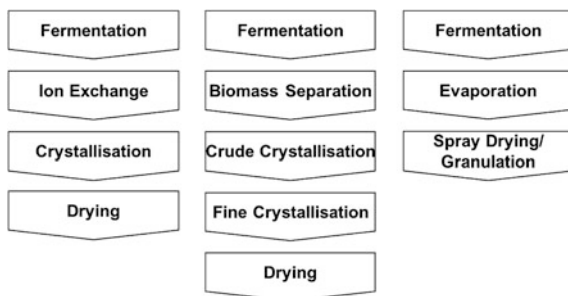 Fermentation
Ion Exchange
Crystallisation
Drying
Fermentation
Biomass Separation
Crude Crystallisation
Fine Crystallisation
Drying
Fermentation
Evaporation
Spray Drying/
Granulation